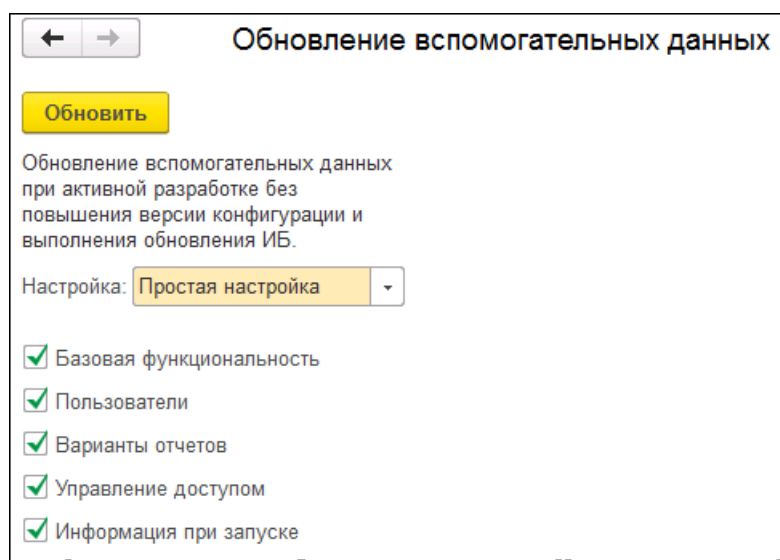 Обновление вспомогательных данных
Обновить
Обновление вспомогательных данных
при активной разработке без
повышения версии конфигурации и
выполнения обновления ИБ.
Настройка: Простая настройка
Базовая функциональность
Пользователи
Варианты отчетов
Управление доступом
Информация при запуске